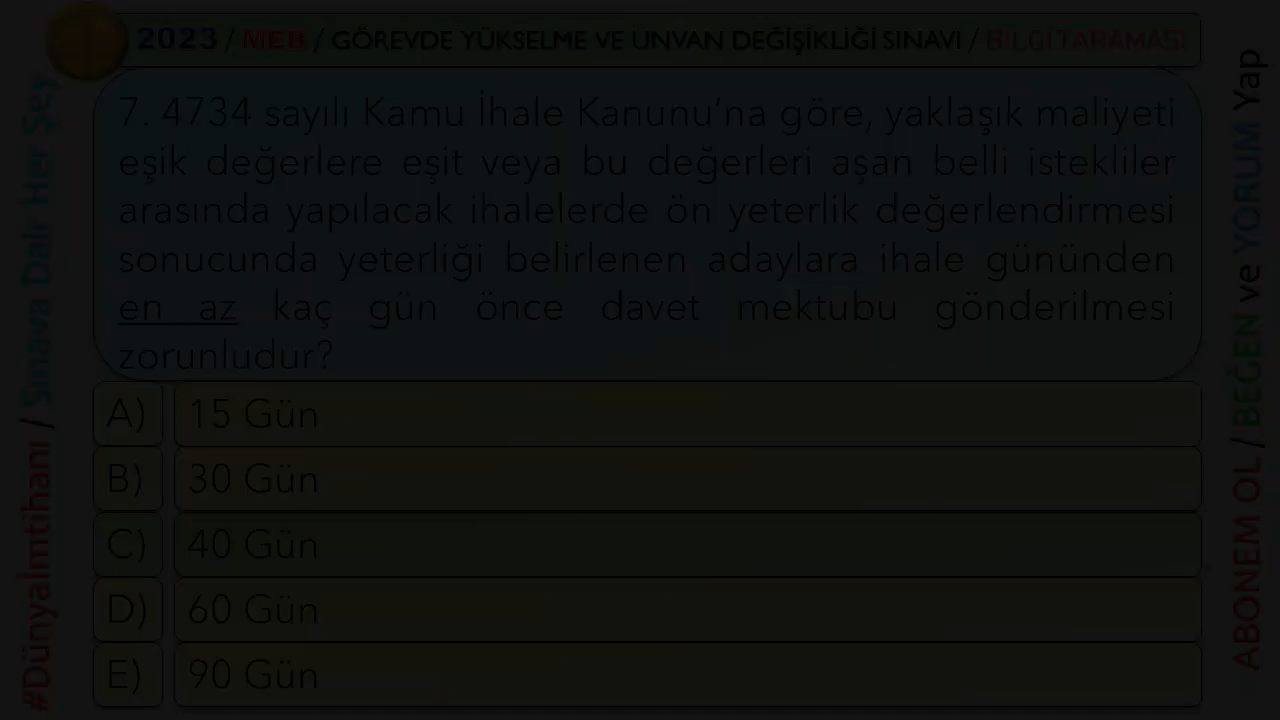 2023 / MEB / GÖREVDE YÜKSELME VE UNVAN DEĞİŞİKLİĞİ SINAVI / BİLGİ TARAMASI
7. 4734 sayılı Kamu İhale Kanunu’na göre, yaklaşık maliyeti
eşik değerlere eşit veya bu değerleri aşan belli istekliler
arasında yapılacak ihalelerde ön yeterlik değerlendirmesi
sonucunda yeterliği belirlenen adaylara ihale gününden
en az kaç gün önce davet mektubu gönderilmesi
zorunludur?
A) 15 Gün
B) 30 Gün
C) 40 Gün
D) 60 Gün
E) 90 Gün
#Dünyaimtihanı / Sınava Dair Her Şey
ABONEM OL / BEĞEN ve YORUM Yap